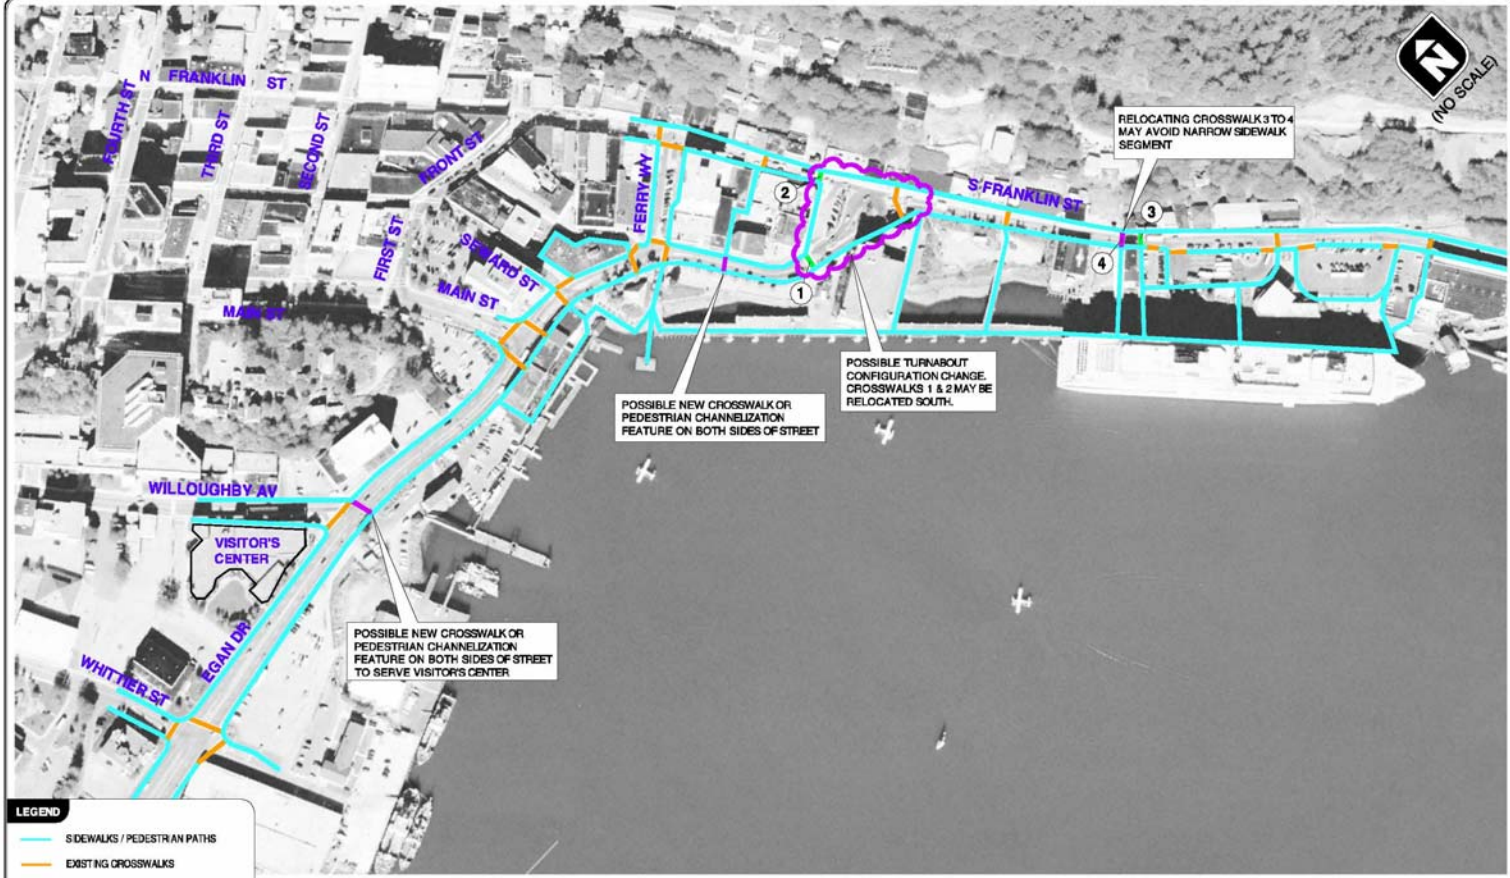 (NO SCALE)
N FRANKLIN ST
FOURTH ST
THIRD ST
SECOND ST
FRONT ST
FIRST ST
SEWARD ST
MAIN ST
MAIN ST
FERRY WY
S FRANKLIN ST
RELOCATING CROSSWALK 3 TO 4
MAY AVOID NARROW SIDEWALK
SEGMENT
2
3
4
1
POSSIBLE TURNABOUT
CONFIGURATION CHANGE.
CROSSWALKS 1 & 2 MAY BE
RELOCATED SOUTH.
POSSIBLE NEW CROSSWALK OR
PEDESTRIAN CHANNELIZATION
FEATURE ON BOTH SIDES OF STREET
WILLOUGHBY AV
VISITOR'S
CENTER
POSSIBLE NEW CROSSWALK OR
PEDESTRIAN CHANNELIZATION
FEATURE ON BOTH SIDES OF STREET
TO SERVE VISITOR'S CENTER
EGAN DR
WHITTIER ST
LEGEND
SIDEWALKS / PEDESTRIAN PATHS
EXISTING CROSSWALKS